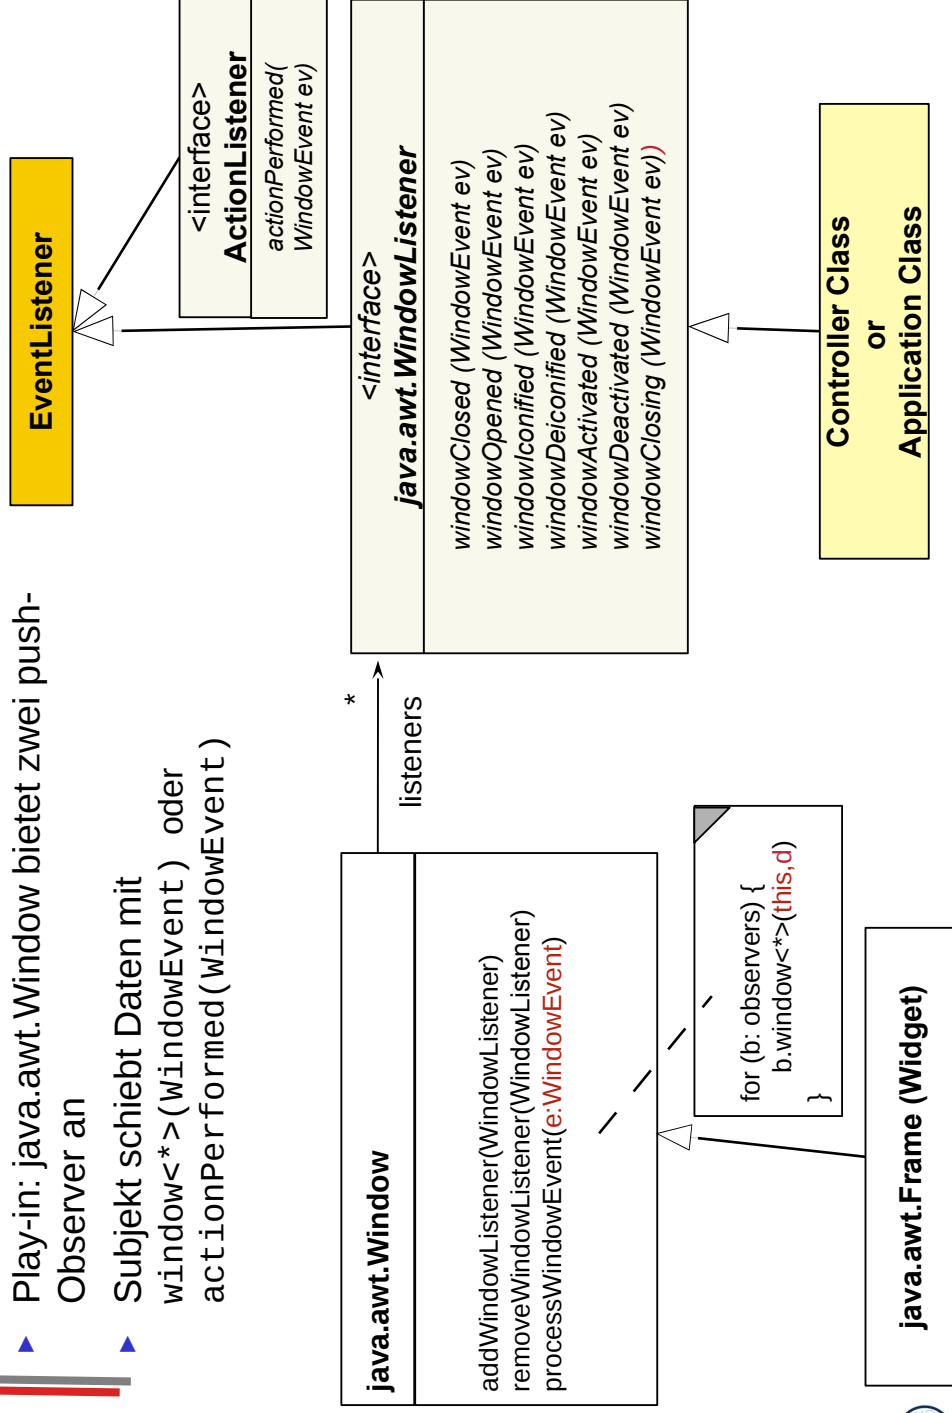 Play-in: java.awt.Window bietet zwei push-
Observer an
Subjekt schiebt Daten mit
window<*>(WindowEvent) oder
actionPerformed(WindowEvent)
EventListener
<interface>
ActionListener
actionPerformed(
WindowEvent ev)
java.awt.Window
addWindowListener(WindowListener)
removeWindowListener(WindowListener)
processWindowEvent(e:WindowEvent)
*
listeners
<interface>
java.awt.WindowListener
windowClosed (WindowEvent ev)
windowOpened (WindowEvent ev)
windowIconified (WindowEvent ev)
windowDeiconified (WindowEvent ev)
windowActivated (WindowEvent ev)
windowDeactivated (WindowEvent ev)
windowClosing (WindowEvent ev))
for (b: observers) {
b.window<*>(this,d)
}
java.awt.Frame (Widget)
Controller Class
or
Application Class